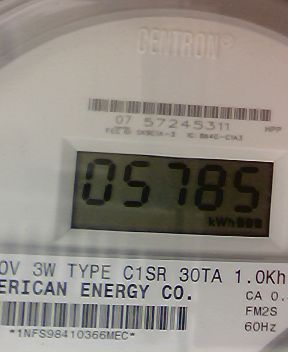 CENTRON®
07 57245311 HPP
05785
kWh
0V 3W TYPE C1SR 30TA 1.0Kh
ERICAN ENERGY CO.
CA 0.
FM2S
60Hz
*1NFS98410366MEC*